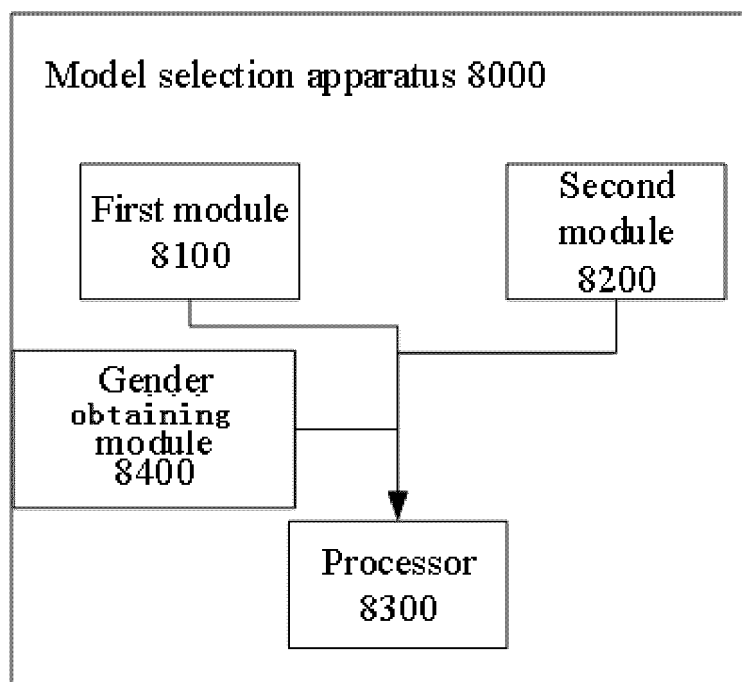 Model selection apparatus 8000
First module
8100
Second
module
8200
Gender
obtaining
module
8400
Processor
8300